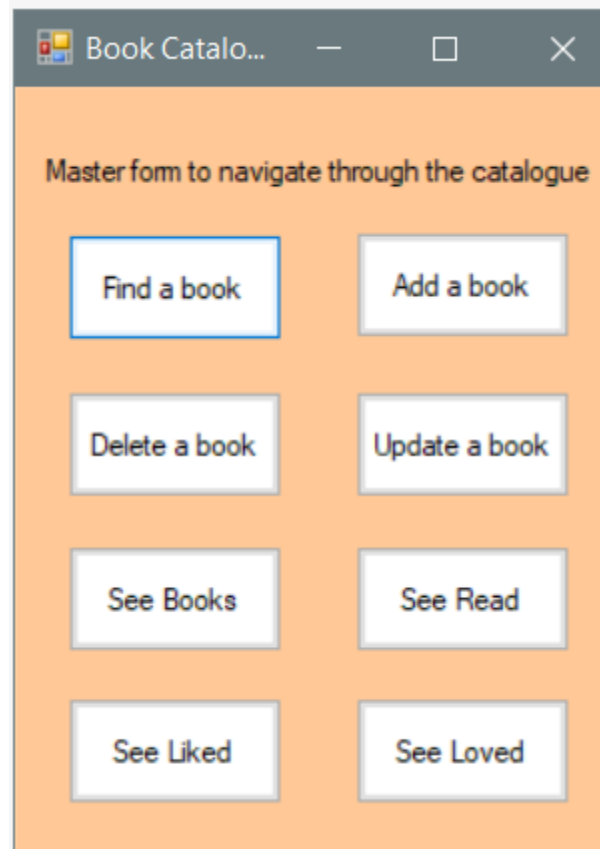 Book Catalo...
Master form to navigate through the catalogue
Find a book
Add a book
Delete a book
Update a book
See Books
See Read
See Liked
See Loved